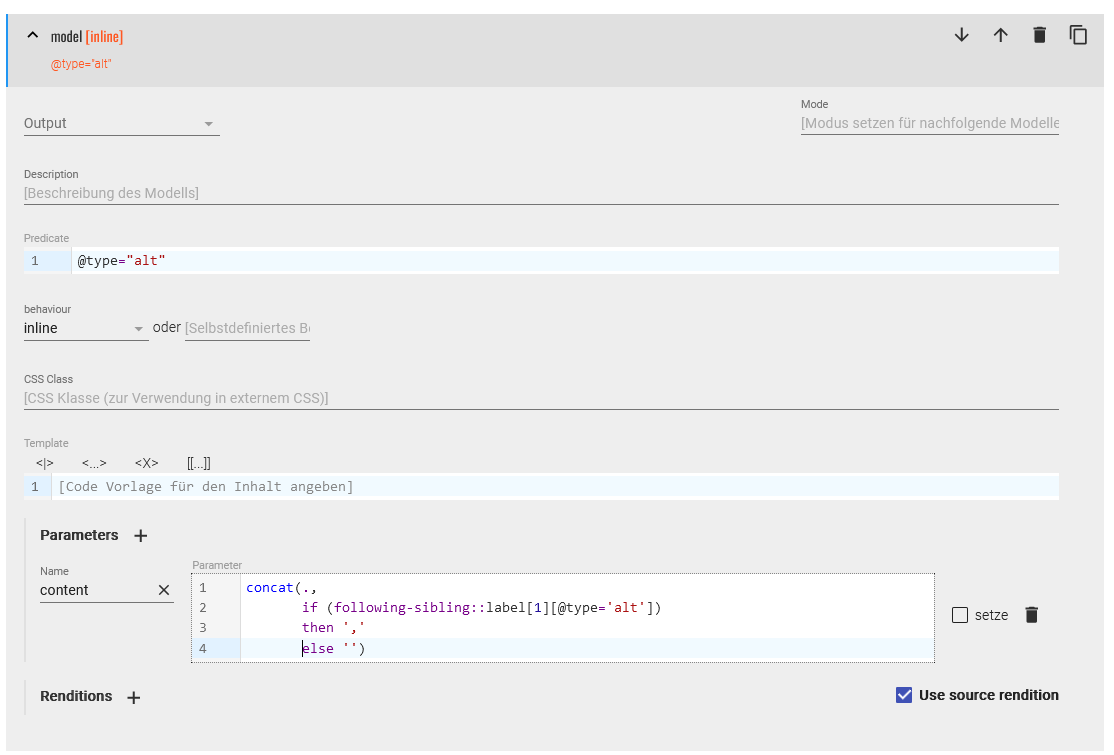 model [inline]
@type="alt"
Output
Mode
[Modus setzen für nachfolgende Modelle
Description
[Beschreibung des Modells]
Predicate
1 @type="alt"
behaviour
inline oder [Selbstdefiniertes B
CSS Class
[CSS Klasse (zur Verwendung in externem CSS)]
Template
<|> <...> <X> [[...]]
1 [Code Vorlage für den Inhalt angeben]
Parameters +
Name
content
Parameter
1 concat(.,
2 if (following-sibling::label[1][@type='alt'])
3 then ','
4 else '')
setze
Renditions +
Use source rendition